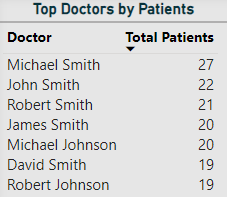 Top Doctors by Patients
Doctor Total Patients
Michael Smith 27
John Smith 22
Robert Smith 21
James Smith 20
Michael Johnson 20
David Smith 19
Robert Johnson 19